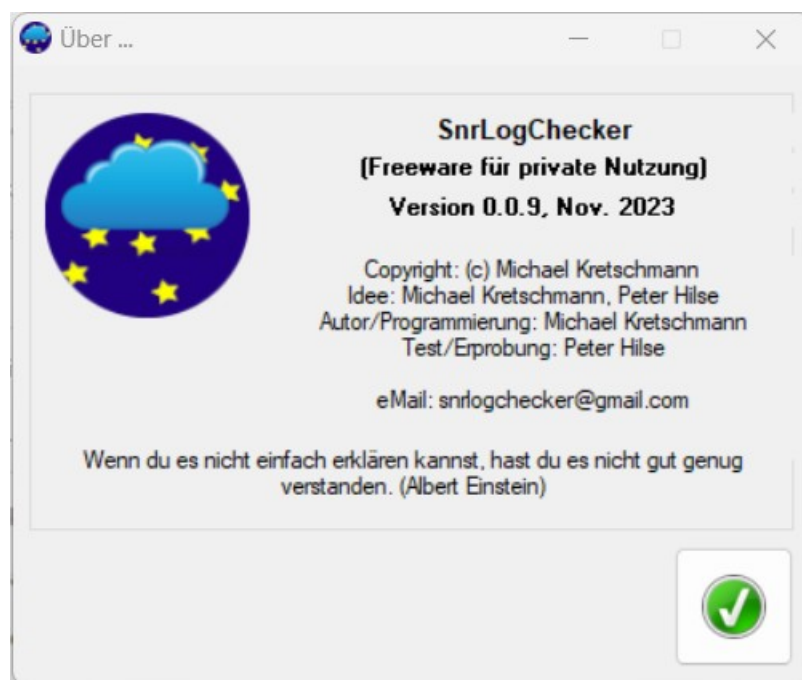 Über ...
SnrLogChecker
(Freeware für private Nutzung)
Version 0.0.9, Nov. 2023
Copyright: (c) Michael Kretschmann
Idee: Michael Kretschmann, Peter Hilse
Autor/Programmierung: Michael Kretschmann
Test/Erprobung: Peter Hilse
eMail: snrlogchecker@gmail.com
Wenn du es nicht einfach erklären kannst, hast du es nicht gut genug
verstanden. (Albert Einstein)